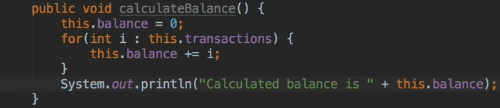 public void calculateBalance() {
this.balance = 0;
for(int i : this.transactions) {
this.balance += i;
}
System.out.println("Calculated balance is " + this.balance);
}